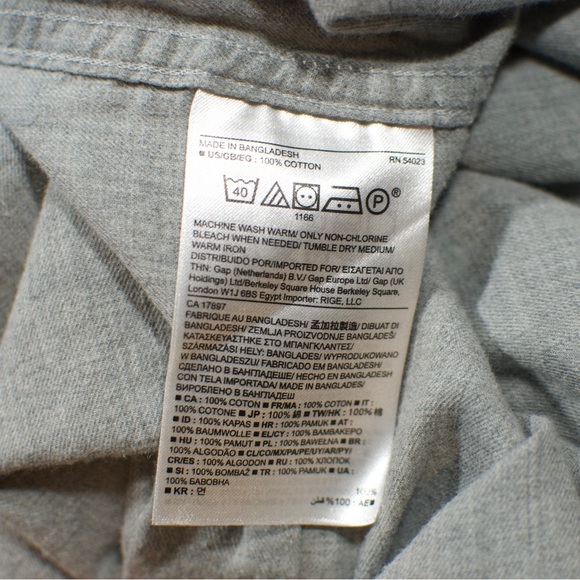 MADE IN BANGLADESH RN 54023
■ US/GB/EG : 100% COTTON
40 P ®
1166
MACHINE WASH WARM/ ONLY NON-CHLORINE
BLEACH WHEN NEEDED/ TUMBLE DRY MEDIUM/
WARM IRON
DISTRIBUIDO POR/IMPORTED FOR/ ΕΙΣΑΓΕΤΑΙ ΑΠΟ
ΤΗΝ: Gap (Netherlands) B.V./ Gap Europe Ltd/ Gap (UK
Holdings) Ltd/Berkeley Square House Berkeley Square,
London W1J 6BS Egypt Importer: RIGE, LLC
CA 17897
FABRIQUE AU BANGLADESH/ 孟加拉製造/ DIBUAT DI
BANGLADESH/ ZEMLJA PROIZVODNJE BANGLADEŠ/
ΚΑΤΑΣΚΕΥΑΣΤΗΚΕ ΣΤΟ ΜΠΑΝΓΚΛΑΝΤΕΣ/
SZÁRMAZÁSI HELY: BANGLADES/ WYPRODUKOWANO
W BANGLADESZU/ FABRICADO EM BANGLADESH/
СДЕЛАНО В БАНГЛАДЕШЕ/ HECHO EN BANGLADESH
CON TELA IMPORTADA/ MADE IN BANGLADES/
ВИРОБЛЕНО В БАНГЛАДЕШ
■ CA : 100% COTON ■ FR/MA : 100% COTON ■ IT :
100% COTONE ■ JP : 100% 綿 ■ TW/HK : 100% 棉
■ ID : 100% KAPAS ■ HR : 100% PAMUK ■ AT :
100% BAUMWOLLE ■ EL/CY : 100% ΒΑΜΒΑΚΕΡΟ
■ HU : 100% PAMUT ■ PL : 100% BAWEŁNA ■ BR :
100% ALGODÃO ■ CL/CO/MX/PA/PE/UY/AR/PY/
CR/ES : 100% ALGODON ■ RU : 100% ХЛОПОК
■ SI : 100% BOMBAŽ ■ TR : 100% PAMUK ■ UA :
100% БАВОВНА
■ KR : 면 100%
■AE : 100% قطن